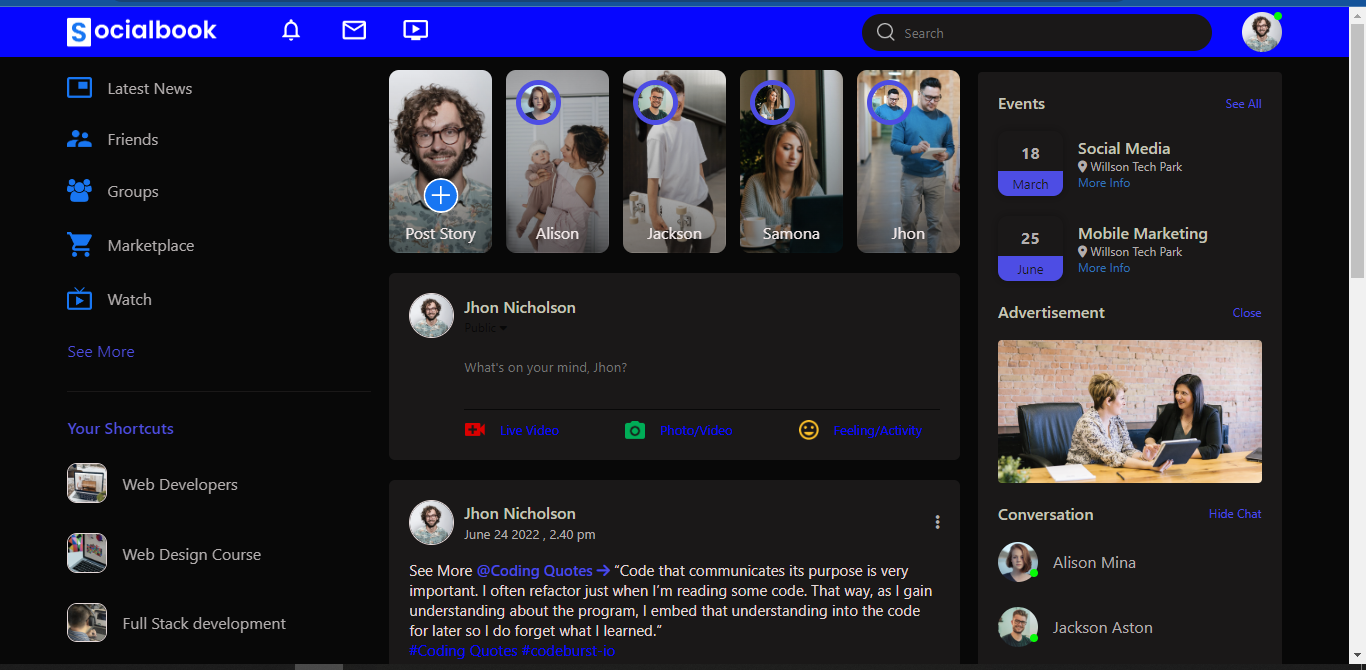 Socialbook
Search
Latest News
Friends
Groups
Marketplace
Watch
See More
Your Shortcuts
Web Developers
Web Design Course
Full Stack development
Post Story
Alison
Jackson
Samona
Jhon
Jhon Nicholson
Public
What's on your mind, Jhon?
Live Video
Photo/Video
Feeling/Activity
Jhon Nicholson
June 24 2022 , 2.40 pm
See More @Coding Quotes → “Code that communicates its purpose is very
important. I often refactor just when I’m reading some code. That way, as I gain
understanding about the program, I embed that understanding into the code
for later so I do forget what I learned.”
#Coding Quotes #codeburst-io
Events
See All
18
March
Social Media
Willson Tech Park
More Info
25
June
Mobile Marketing
Willson Tech Park
More Info
Advertisement
Close
Conversation
Hide Chat
Alison Mina
Jackson Aston